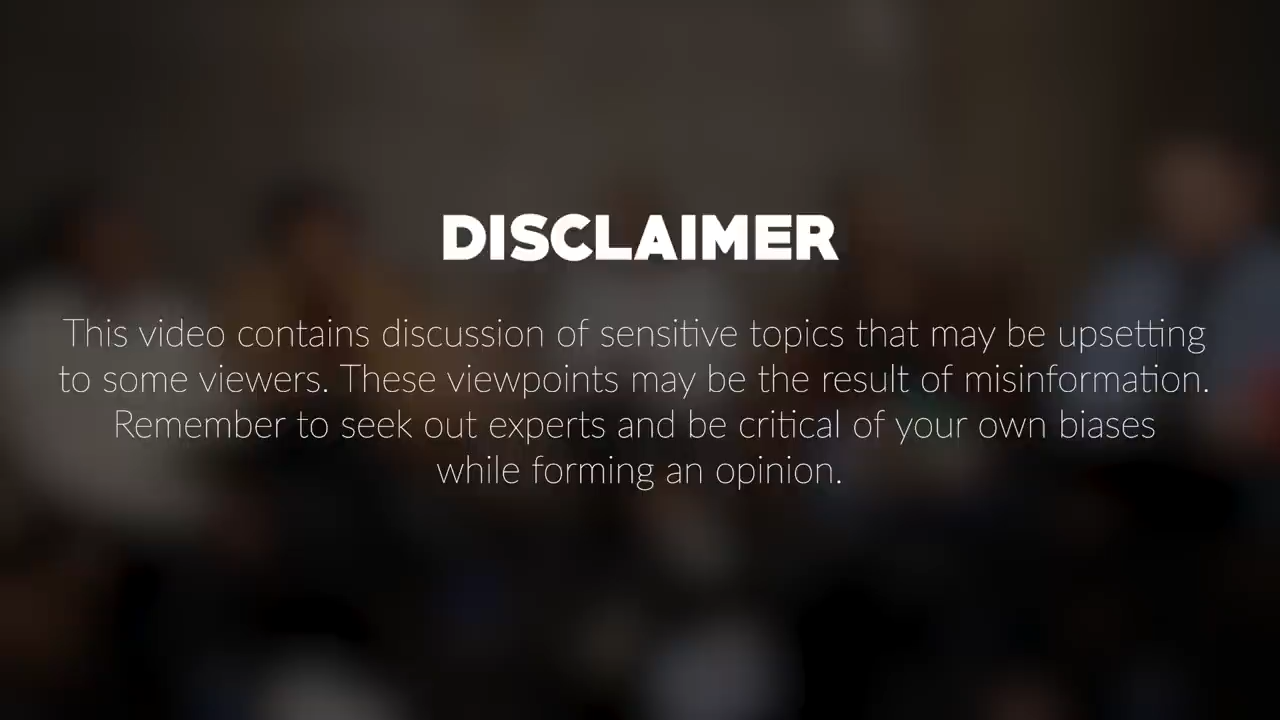 DISCLAIMER
This video contains discussion of sensitive topics that may be upsetting
to some viewers. These viewpoints may be the result of misinformation.
Remember to seek out experts and be critical of your own biases
while forming an opinion.